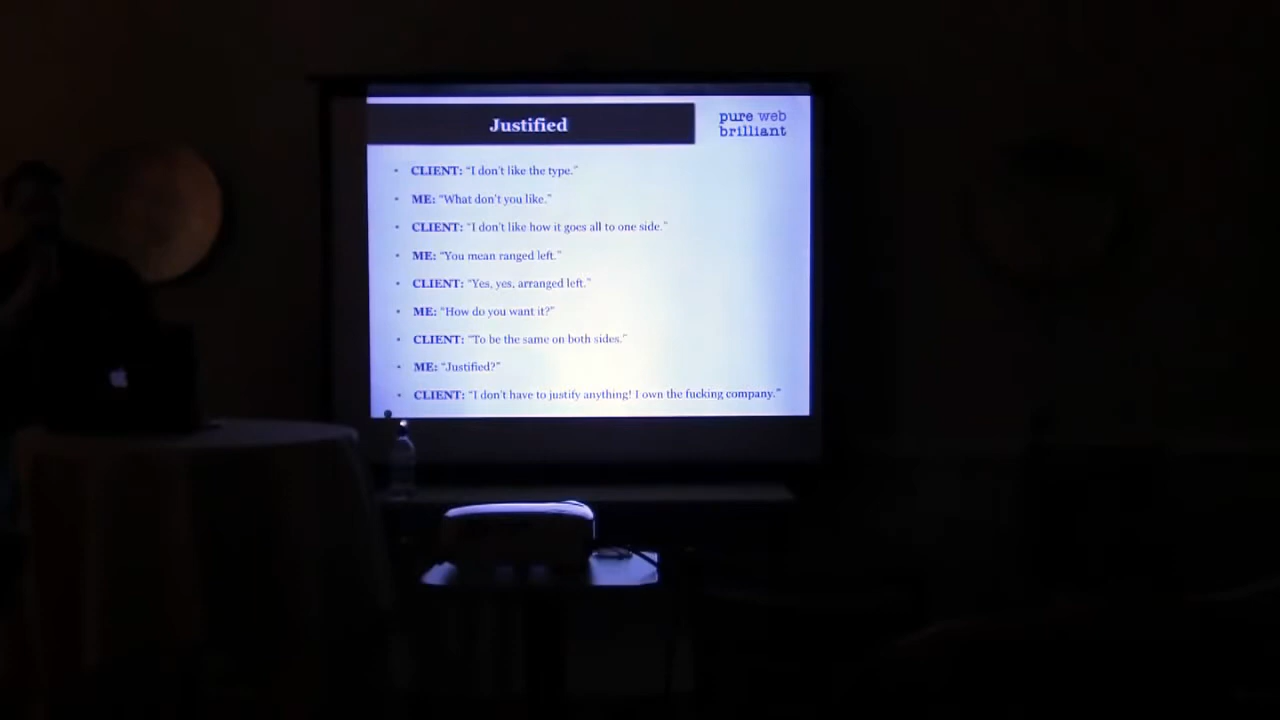 Justified
pure web
brilliant
• CLIENT: “I don't like the type.”
• ME: “What don't you like.”
• CLIENT: “I don't like how it goes all to one side.”
• ME: “You mean ranged left.”
• CLIENT: “Yes, yes, arranged left.”
• ME: “How do you want it?”
• CLIENT: “To be the same on both sides.”
• ME: “Justified?”
• CLIENT: “I don't have to justify anything! I own the fucking company.”